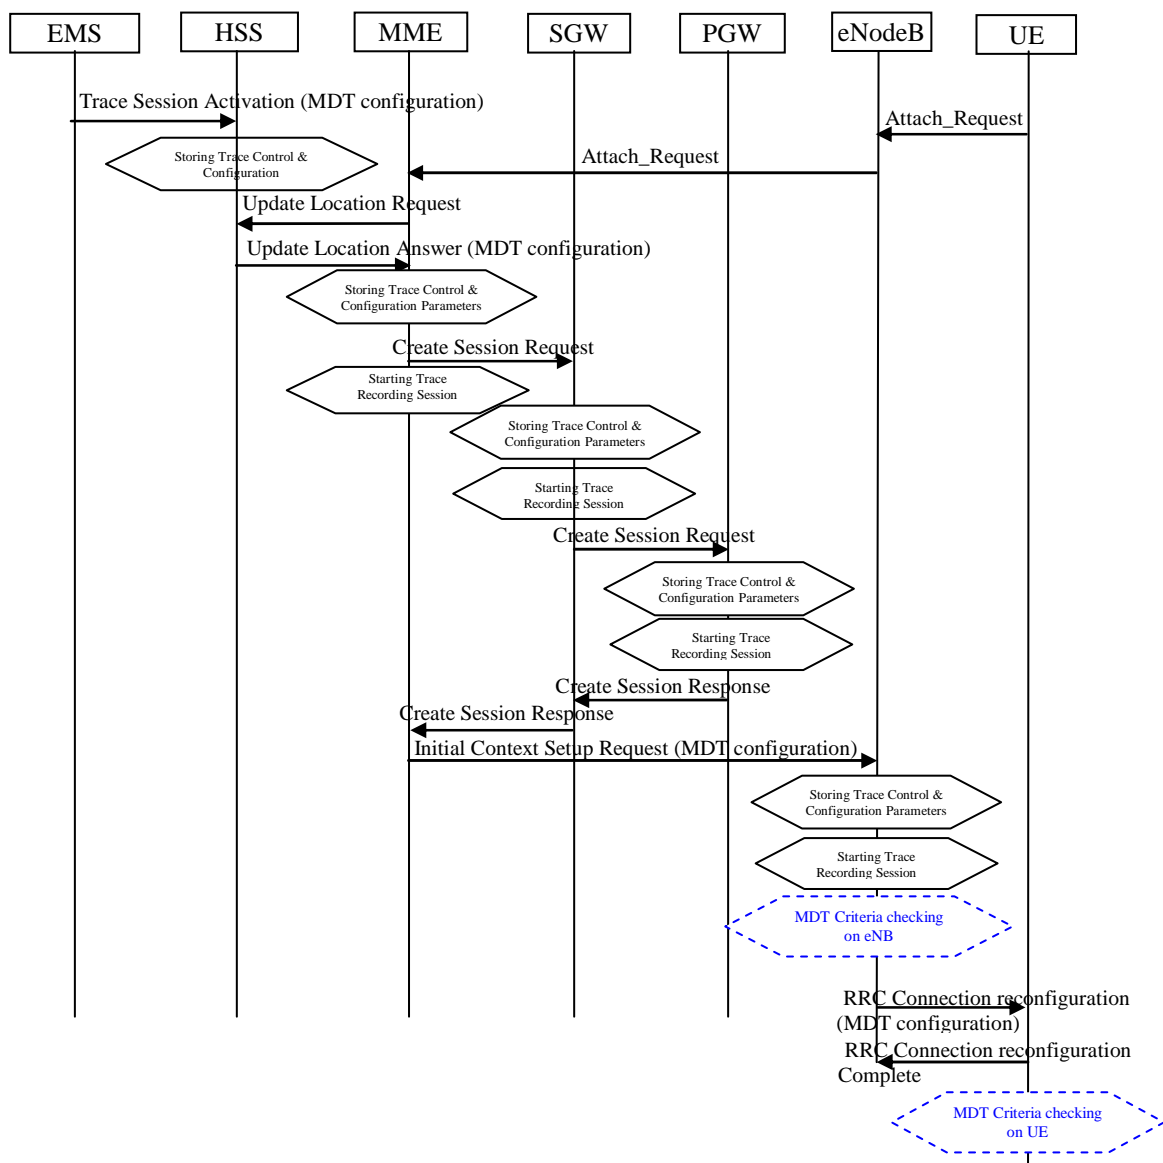 EMS
HSS
MME
SGW
PGW
eNodeB
UE
Trace Session Activation (MDT configuration)
Attach_Request
Storing Trace Control &
Configuration
Attach_Request
Update Location Request
Update Location Answer (MDT configuration)
Storing Trace Control &
Configuration Parameters
Create Session Request
Starting Trace
Recording Session
Storing Trace Control &
Configuration Parameters
Starting Trace
Recording Session
Create Session Request
Storing Trace Control &
Configuration Parameters
Starting Trace
Recording Session
Create Session Response
Create Session Response
Initial Context Setup Request (MDT configuration)
Storing Trace Control &
Configuration Parameters
Starting Trace
Recording Session
MDT Criteria checking
on eNB
RRC Connection reconfiguration
(MDT configuration)
RRC Connection reconfiguration
Complete
MDT Criteria checking
on UE